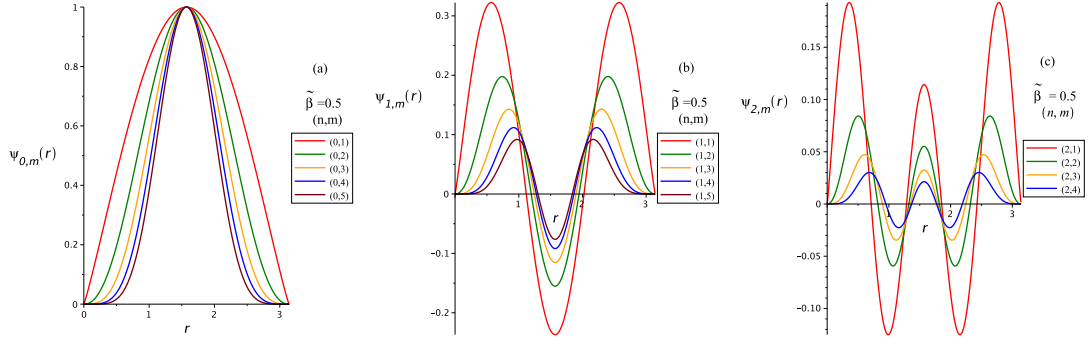 (a)
β̃ =0.5
(n,m)
(0,1)
(0,2)
(0,3)
(0,4)
(0,5)
ψ0,m(r)
1
0.8
0.6
0.4
0.2
0
0 1 2 3
r
(b)
β̃ =0.5
(n,m)
(1,1)
(1,2)
(1,3)
(1,4)
(1,5)
ψ1,m(r)
0.3
0.2
0.1
0
-0.1
-0.2
1 2 3
r
(c)
β̃ = 0.5
(n, m)
(2,1)
(2,2)
(2,3)
(2,4)
ψ2,m(r)
0.15
0.10
0.05
0
-0.05
-0.10
1 2 3
r